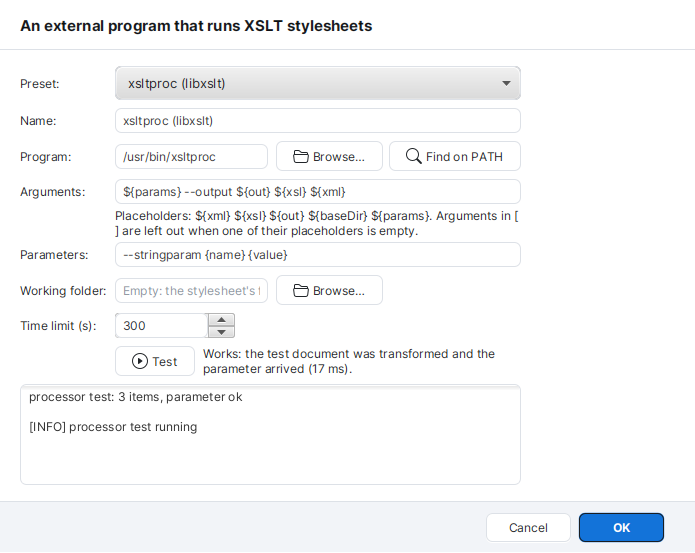 An external program that runs XSLT stylesheets
Preset: xsltproc (libxslt)
Name: xsltproc (libxslt)
Program: /usr/bin/xsltproc Browse... Find on PATH
Arguments: ${params} --output ${out} ${xsl} ${xml}
Placeholders: ${xml} ${xsl} ${out} ${baseDir} ${params}. Arguments in [
] are left out when one of their placeholders is empty.
Parameters: --stringparam {name} {value}
Working folder: Empty: the stylesheet's Browse...
Time limit (s): 300
Test Works: the test document was transformed and the
parameter arrived (17 ms).
processor test: 3 items, parameter ok
[INFO] processor test running
Cancel OK